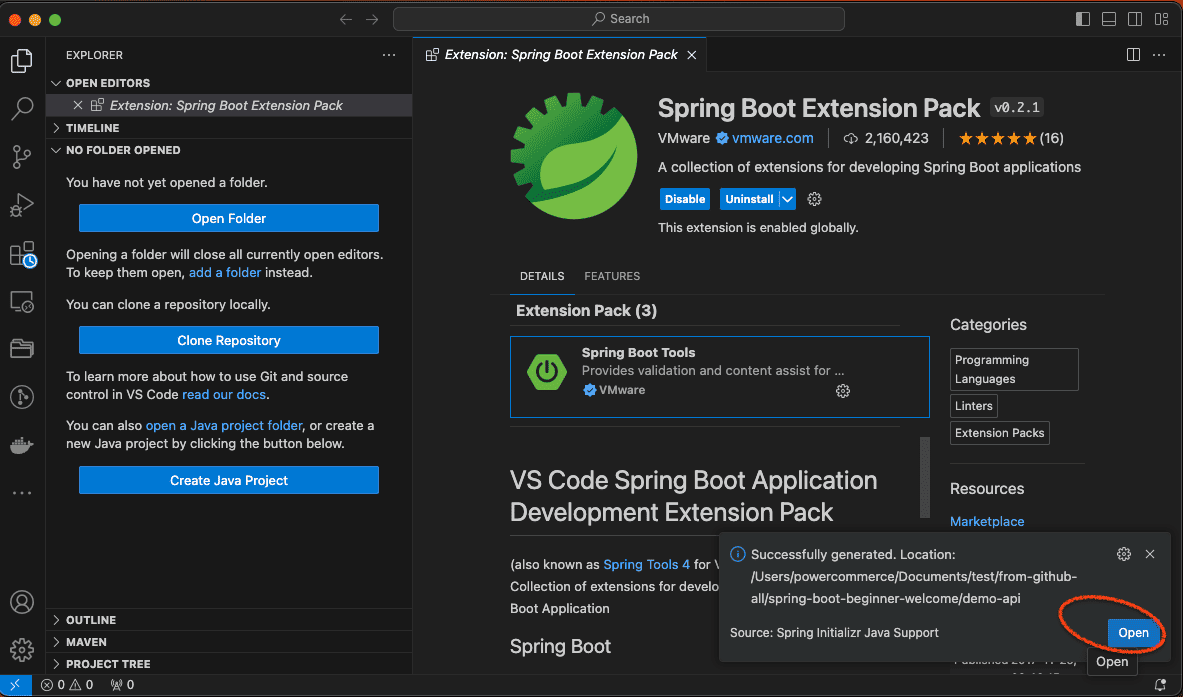 Search
EXPLORER
OPEN EDITORS
Extension: Spring Boot Extension Pack
TIMELINE
NO FOLDER OPENED
You have not yet opened a folder.
Open Folder
Opening a folder will close all currently open editors.
To keep them open, add a folder instead.
You can clone a repository locally.
Clone Repository
To learn more about how to use Git and source
control in VS Code read our docs.
You can also open a Java project folder, or create a
new Java project by clicking the button below.
Create Java Project
OUTLINE
MAVEN
PROJECT TREE
Extension: Spring Boot Extension Pack
Spring Boot Extension Pack v0.2.1
VMware vmware.com 2,160,423 (16)
A collection of extensions for developing Spring Boot applications
Disable Uninstall
This extension is enabled globally.
DETAILS FEATURES
Extension Pack (3)
Spring Boot Tools
Provides validation and content assist for ...
VMware
VS Code Spring Boot Application
Development Extension Pack
(also known as Spring Tools 4 for
Collection of extensions for develo
Boot Application
Spring Boot
Categories
Programming
Languages
Linters
Extension Packs
Resources
Marketplace
Successfully generated. Location:
/Users/powercommerce/Documents/test/from-github-
all/spring-boot-beginner-welcome/demo-api
Source: Spring Initializr Java Support
Open
Open
0 0 0